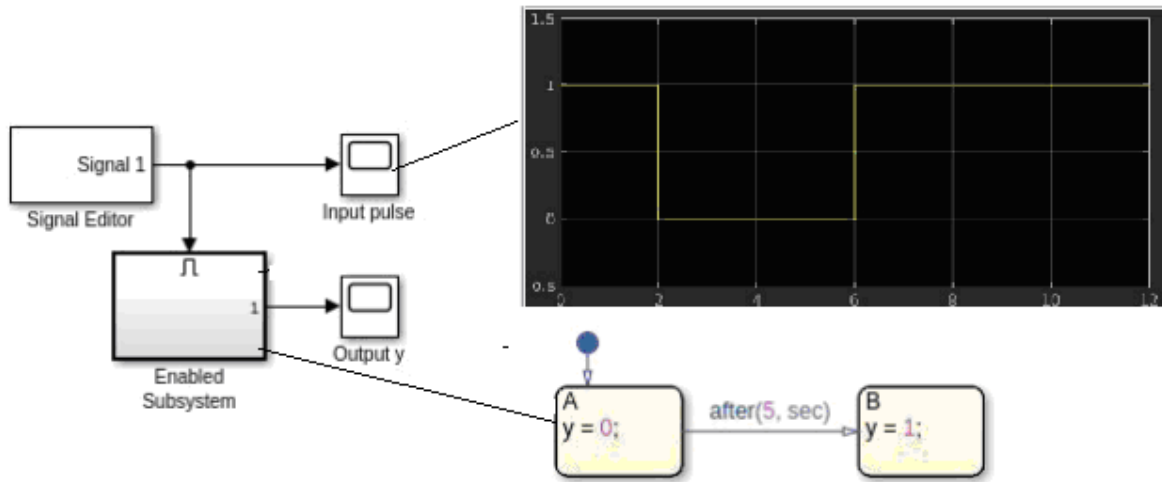 1.5
1
0.5
0
0.5
0
2
4
6
8
10
12
Signal 1
Signal Editor
Input pulse
1
Enabled
Subsystem
Output y
A
y = 0;
after(5, sec)
B
y = 1;